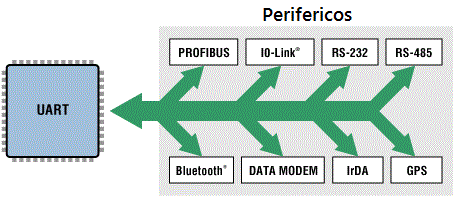 Perifericos
PROFIBUS IO-Link® RS-232 RS-485
UART
Bluetooth® DATA MODEM IrDA GPS